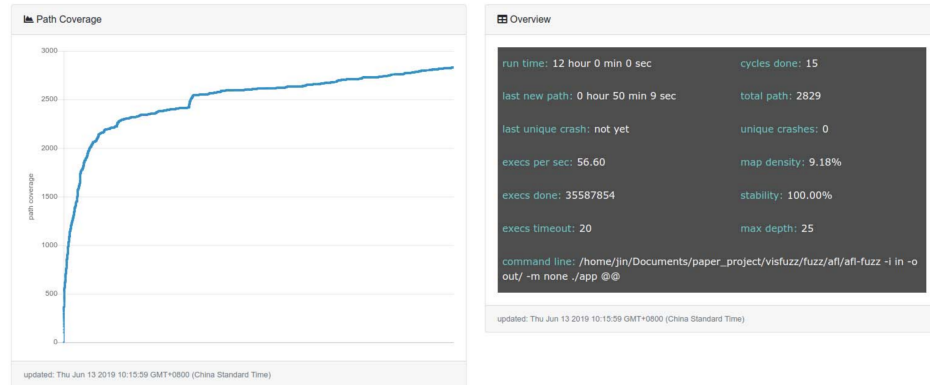 Path Coverage
3000
2500
2000
1500
1000
500
0
path coverage
updated: Thu Jun 13 2019 10:15:59 GMT+0800 (China Standard Time)
Overview
run time: 12 hour 0 min 0 sec
cycles done: 15
last new path: 0 hour 50 min 9 sec
total path: 2829
last unique crash: not yet
unique crashes: 0
execs per sec: 56.60
map density: 9.18%
execs done: 35587854
stability: 100.00%
execs timeout: 20
max depth: 25
command line: /home/jin/Documents/paper_project/visfuzz/fuzz/afl/afl-fuzz -i in -o
out/ -m none ./app @@
updated: Thu Jun 13 2019 10:15:59 GMT+0800 (China Standard Time)